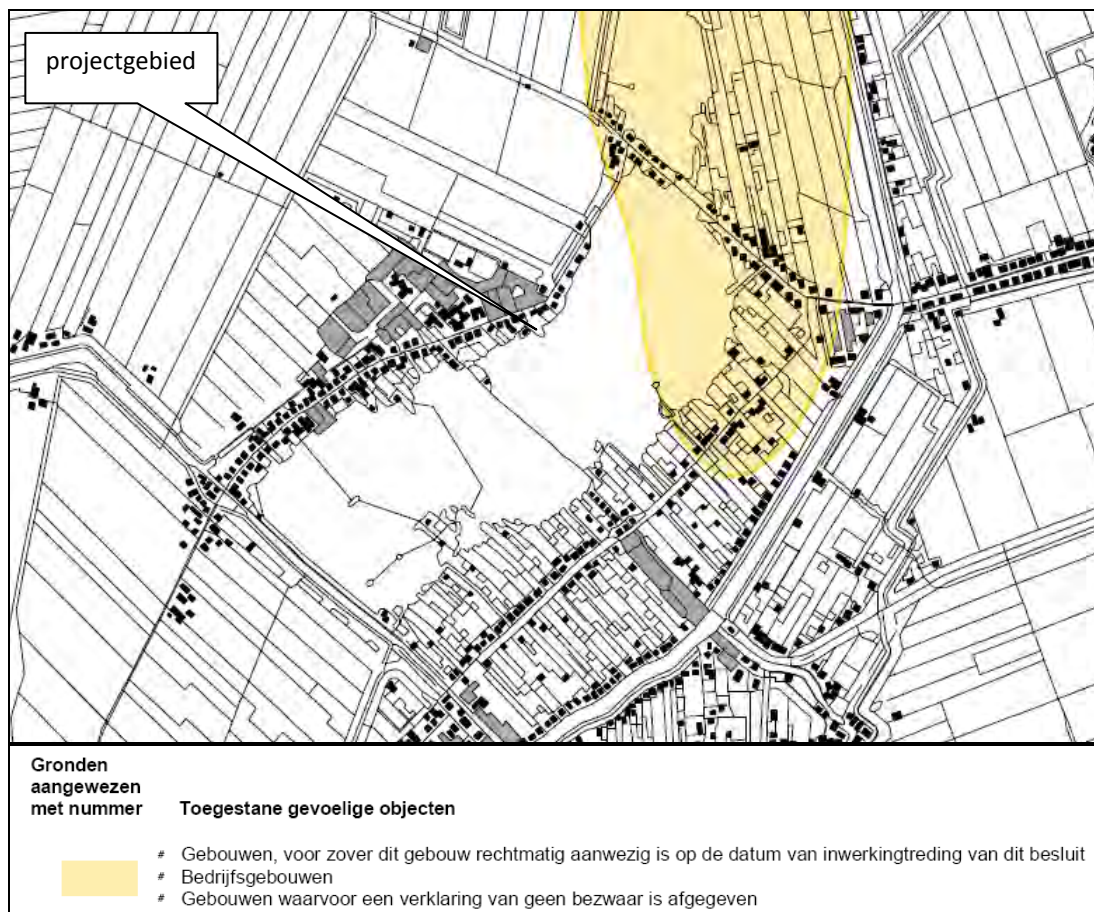 projectgebied
Gronden
aangewezen
met nummer Toegestane gevoelige objecten
# Gebouwen, voor zover dit gebouw rechtmatig aanwezig is op de datum van inwerkingtreding van dit besluit
# Bedrijfsgebouwen
# Gebouwen waarvoor een verklaring van geen bezwaar is afgegeven